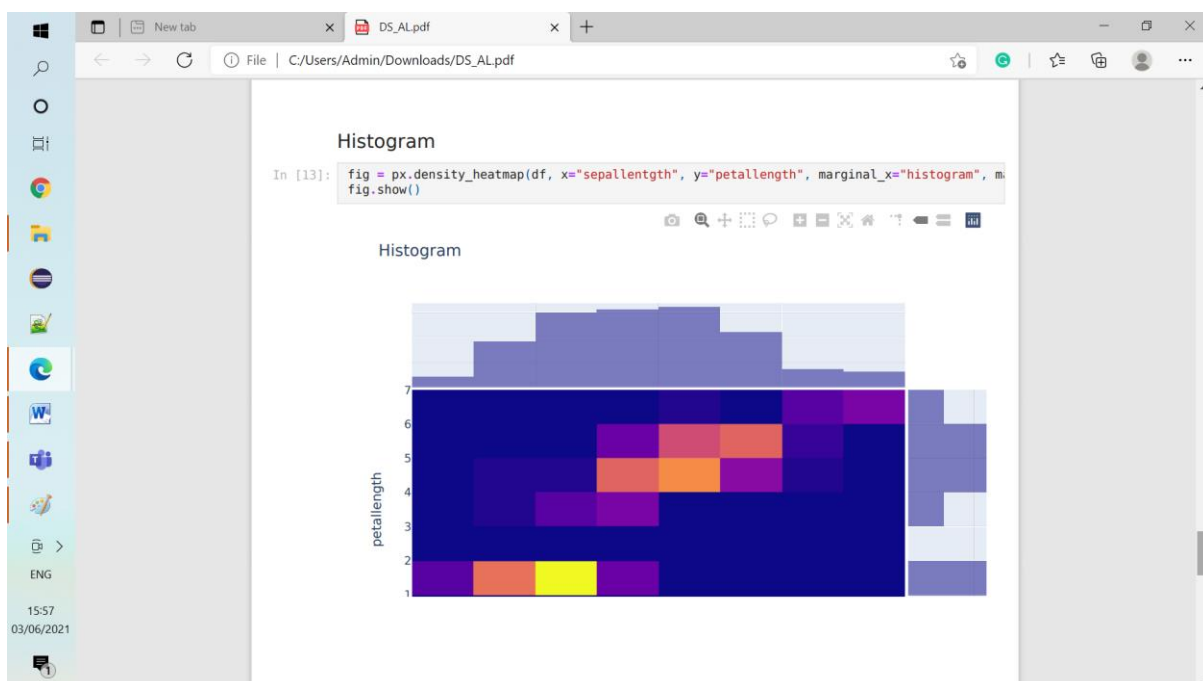 New tab
DS_AL.pdf
File | C:/Users/Admin/Downloads/DS_AL.pdf
Histogram
In [13]: fig = px.density_heatmap(df, x="sepallentgth", y="petallength", marginal_x="histogram", m
fig.show()
Histogram
7
6
5
4
3
2
1
petallength
ENG
15:57
03/06/2021
1